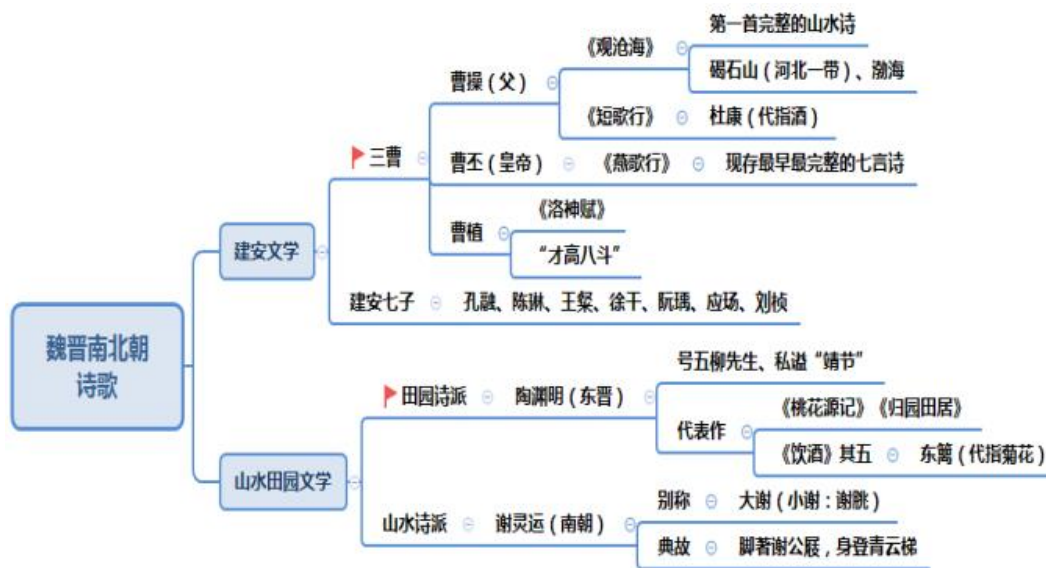 魏晋南北朝
诗歌
建安文学
三曹
曹操（父）
《观沧海》
第一首完整的山水诗
碣石山（河北一带）、渤海
《短歌行》
杜康（代指酒）
曹丕（皇帝）
《燕歌行》
现存最早最完整的七言诗
曹植
《洛神赋》
“才高八斗”
建安七子
孔融、陈琳、王粲、徐干、阮瑀、应玚、刘桢
山水田园文学
田园诗派
陶渊明（东晋）
号五柳先生、私谥“靖节”
代表作
《桃花源记》《归园田居》
《饮酒》其五
东篱（代指菊花）
山水诗派
谢灵运（南朝）
别称
大谢（小谢：谢朓）
典故
脚著谢公屐，身登青云梯